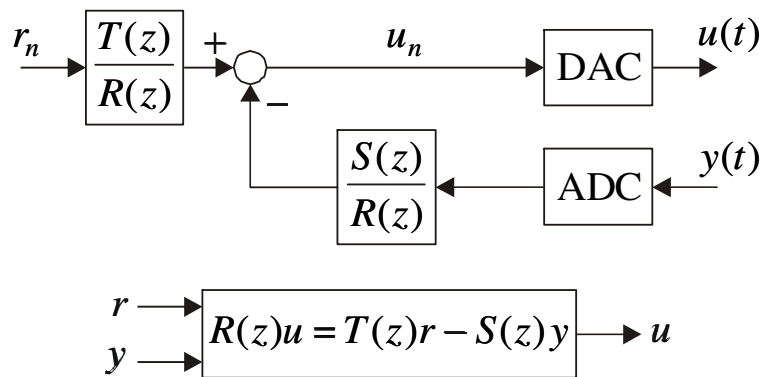 r_n
T(z)
R(z)
+
u_n
DAC
u(t)
−
S(z)
R(z)
ADC
y(t)
r
y
R(z)u = T(z)r − S(z)y
u